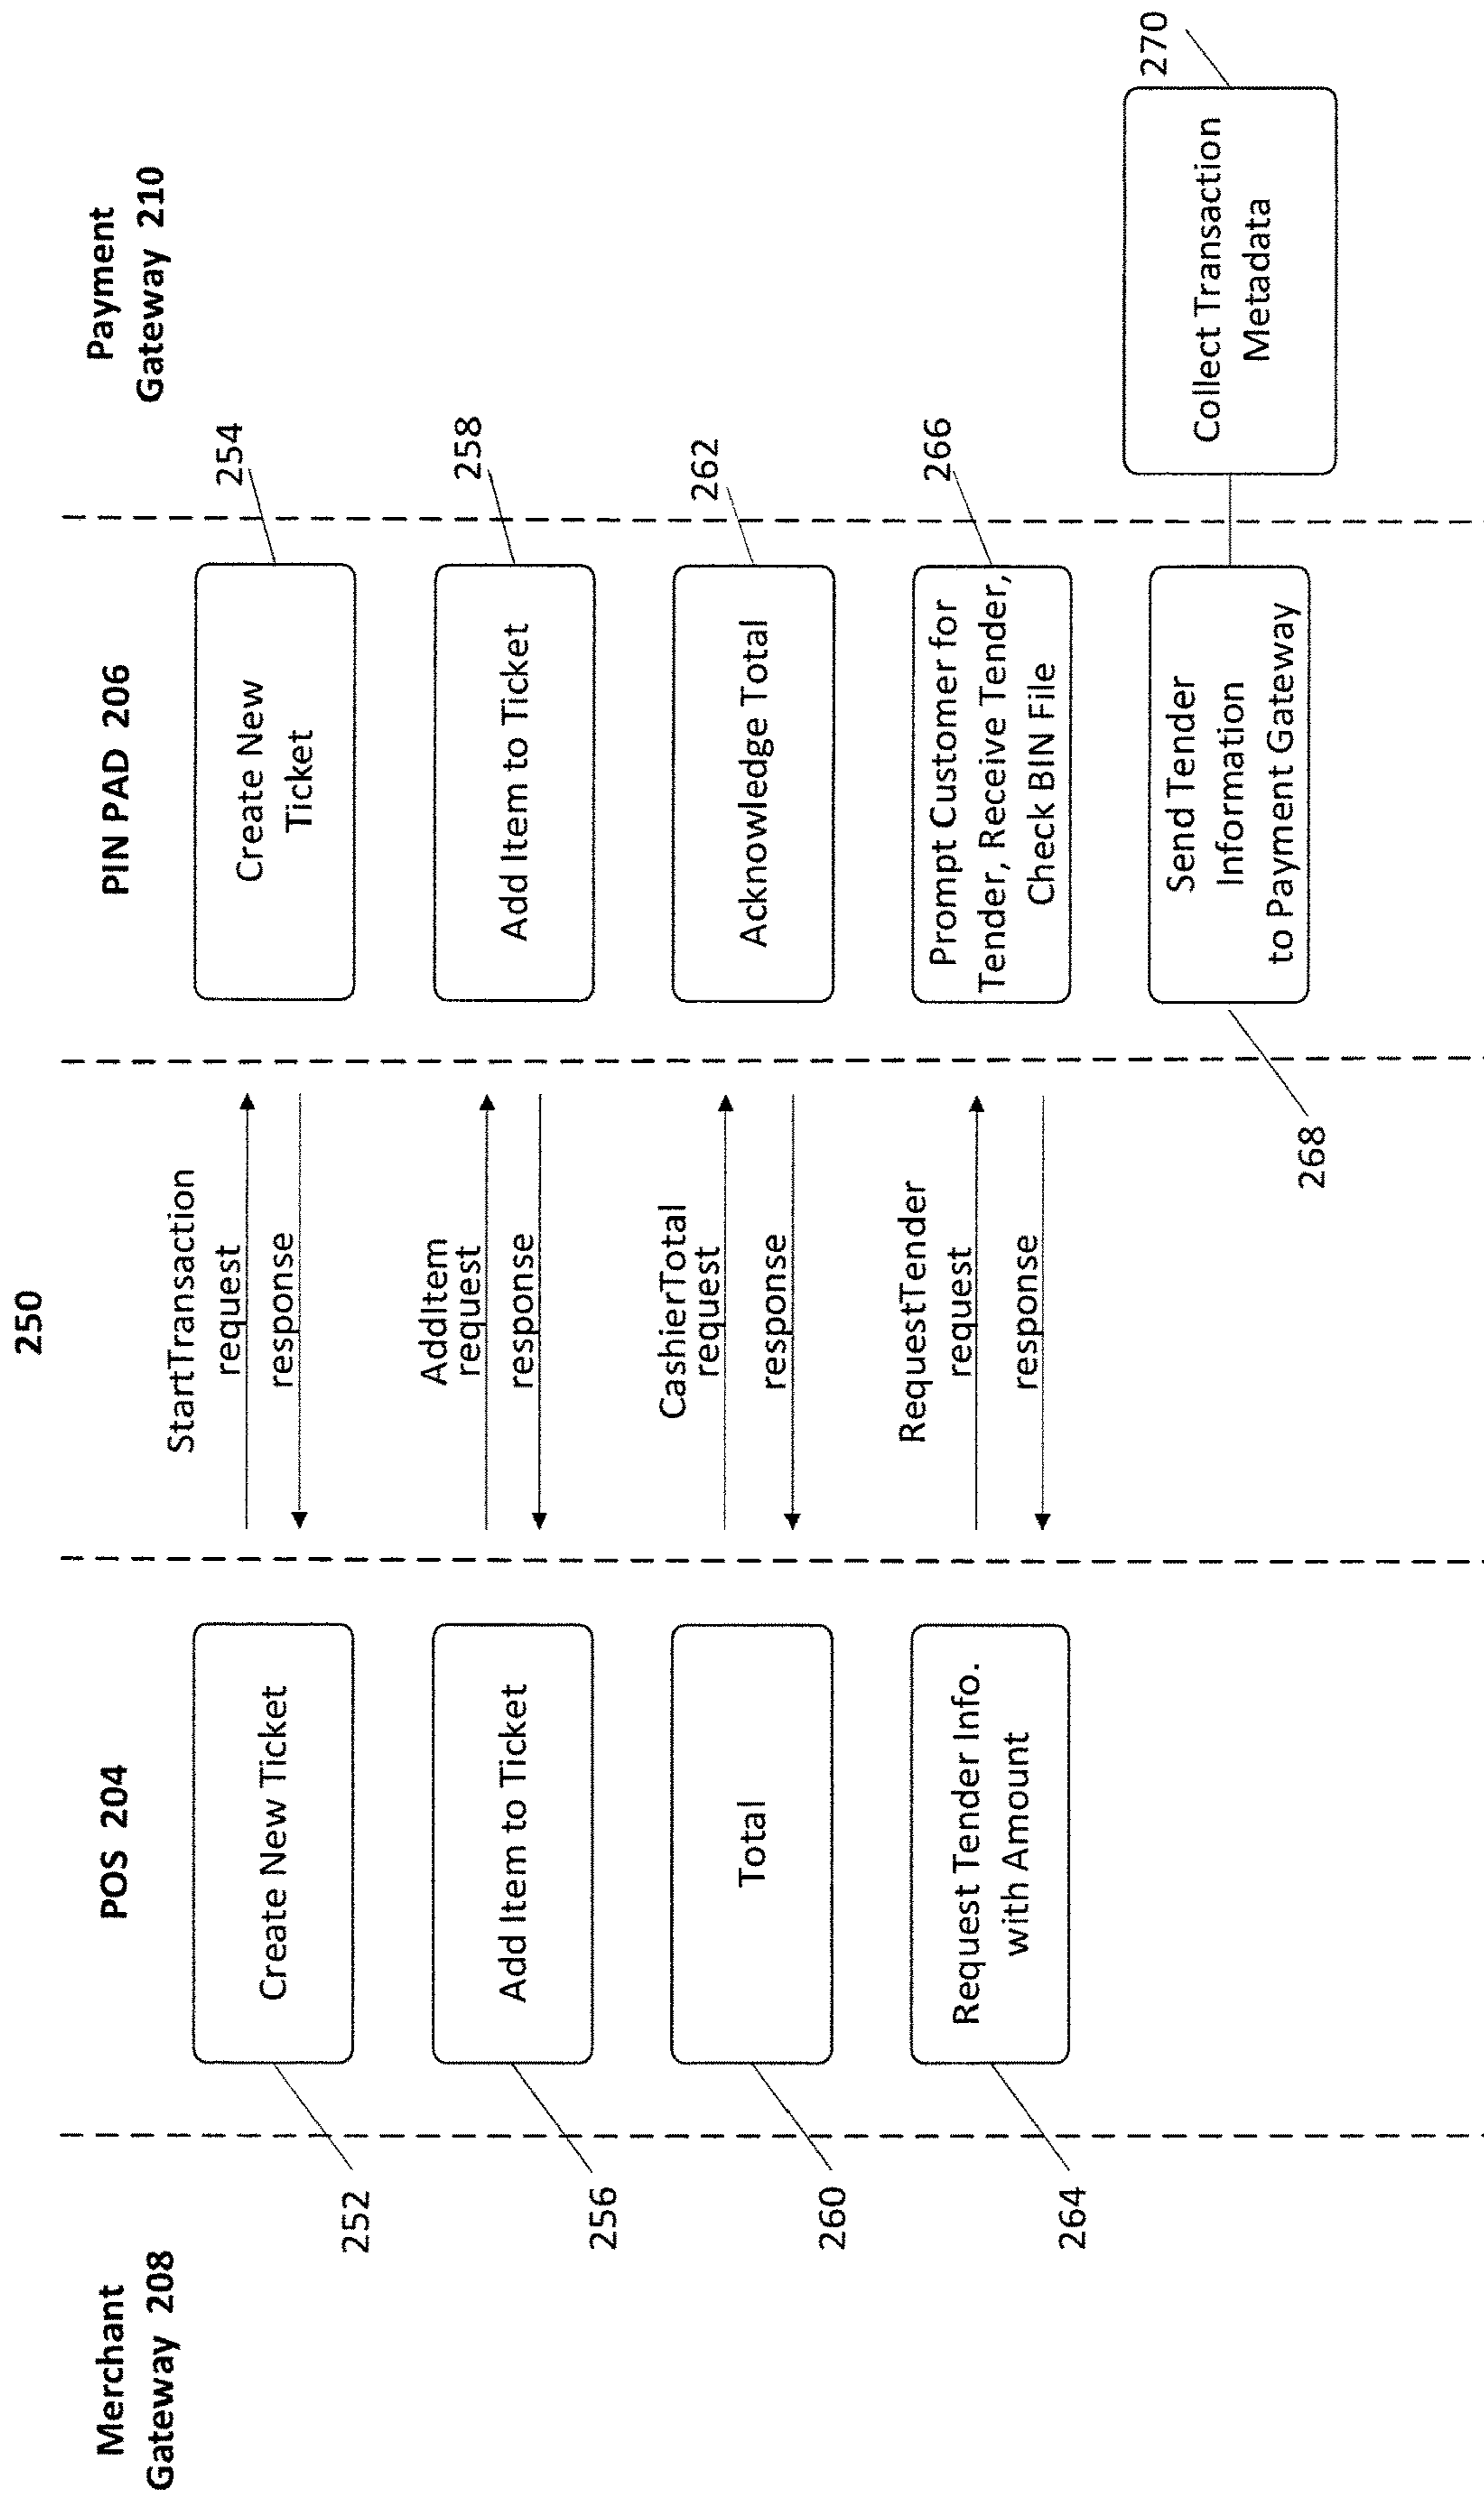 250
Merchant
Gateway 208
POS 204
PIN PAD 206
Payment
Gateway 210
252
Create New Ticket
StartTransaction
request
response
Create New
Ticket
254
256
Add Item to Ticket
AddItem
request
response
Add Item to Ticket
258
260
Total
CashierTotal
request
response
Acknowledge Total
262
264
Request Tender Info.
with Amount
RequestTender
request
response
Prompt Customer for
Tender, Receive Tender,
Check BIN File
266
268
Send Tender
Information
to Payment Gateway
Collect Transaction
Metadata
270